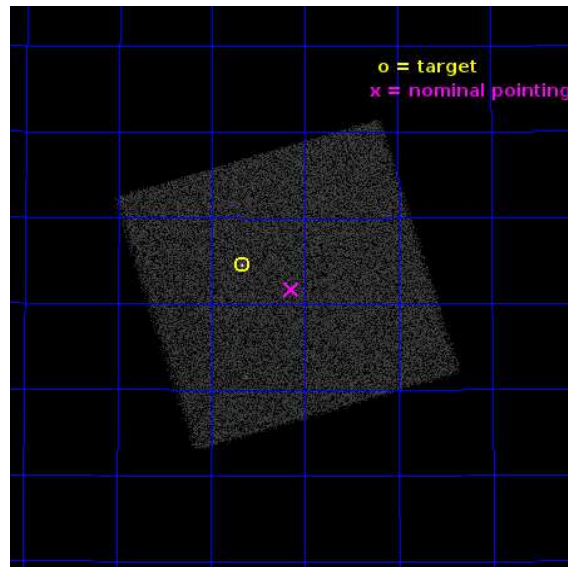 o = target
x = nominal pointing